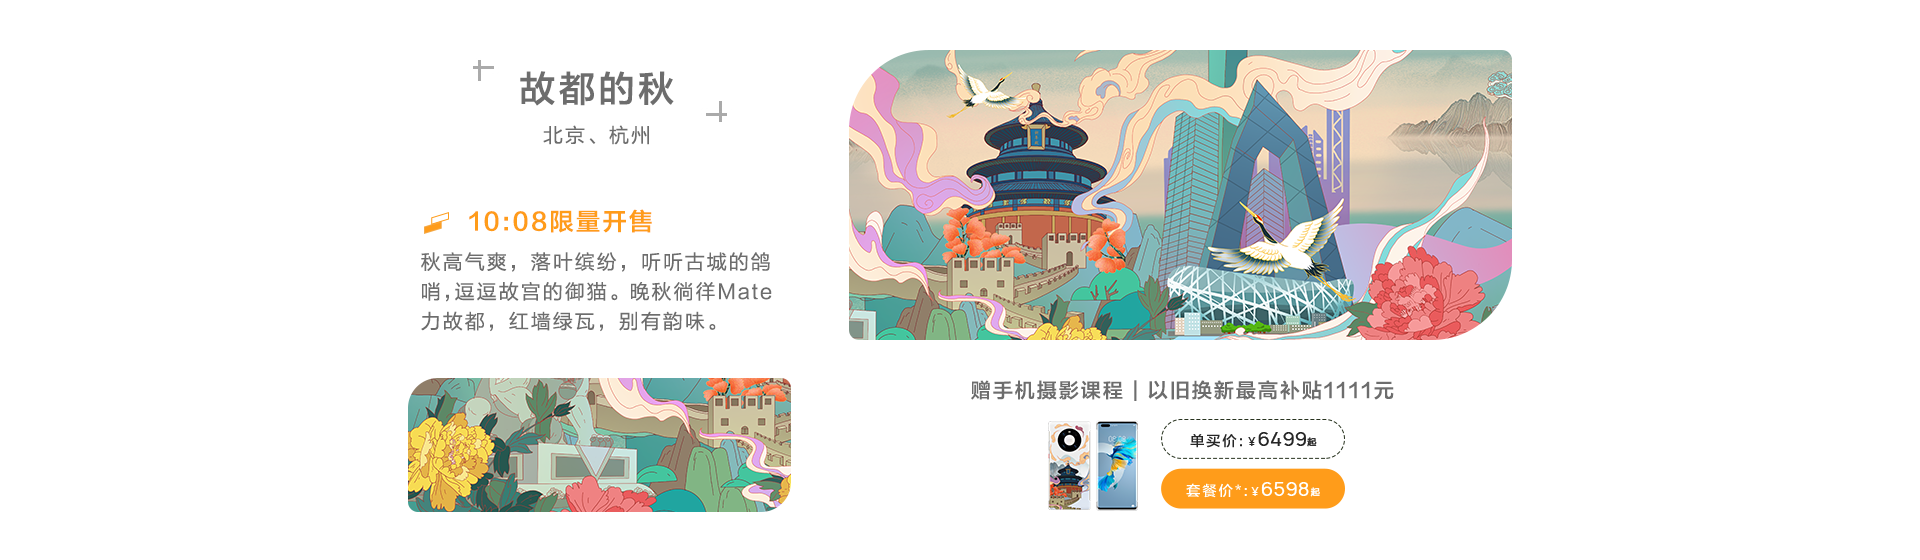 故都的秋
北京、杭州
10:08限量开售
秋高气爽，落叶缤纷，听听古城的鸽
哨，逗逗故宫的御猫。晚秋徜徉Mate
力故都，红墙绿瓦，别有韵味。
赠手机摄影课程 | 以旧换新最高补贴1111元
单买价：¥6499起
套餐价*：¥6598起